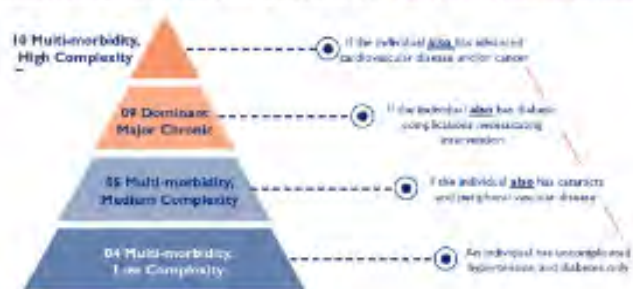 10 Multi-morbidity,
High Complexity
If the individual also has advanced
cardiovascular disease and/or cancer
09 Dominant
Major Chronic
If the individual also has diabetic
complications necessitating
intervention
05 Multi-morbidity,
Medium Complexity
If the individual also has cataracts
and peripheral vascular disease
04 Multi-morbidity,
Low Complexity
An individual has uncomplicated
hypertension and diabetes only